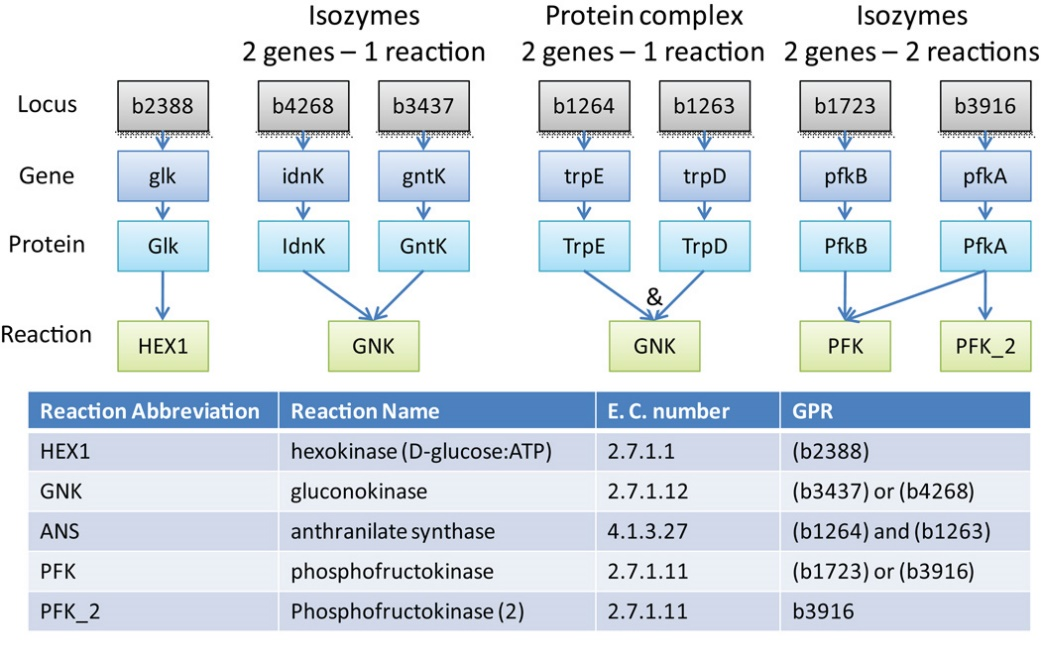 Isozymes Protein complex Isozymes
2 genes – 1 reaction 2 genes – 1 reaction 2 genes – 2 reactions
Locus b2388 b4268 b3437 b1264 b1263 b1723 b3916
Gene glk idnK gntK trpE trpD pfkB pfkA
Protein Glk IdnK GntK TrpE TrpD PfkB PfkA
&
Reaction HEX1 GNK GNK PFK PFK_2
Reaction Abbreviation Reaction Name E. C. number GPR
HEX1 hexokinase (D-glucose:ATP) 2.7.1.1 (b2388)
GNK gluconokinase 2.7.1.12 (b3437) or (b4268)
ANS anthranilate synthase 4.1.3.27 (b1264) and (b1263)
PFK phosphofructokinase 2.7.1.11 (b1723) or (b3916)
PFK_2 Phosphofructokinase (2) 2.7.1.11 b3916